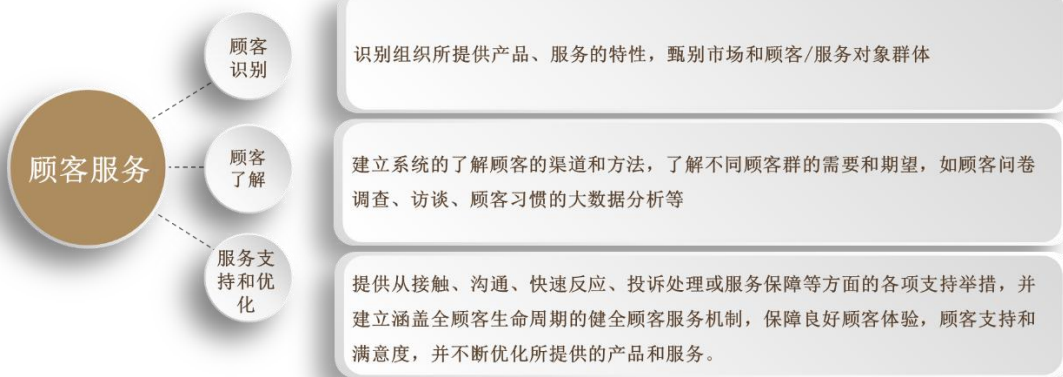 顾客服务
顾客
识别
识别组织所提供产品、服务的特性，甄别市场和顾客/服务对象群体
顾客
了解
建立系统的了解顾客的渠道和方法，了解不同顾客群的需要和期望，如顾客问卷
调查、访谈、顾客习惯的大数据分析等
服务支
持和优
化
提供从接触、沟通、快速反应、投诉处理或服务保障等方面的各项支持举措，并
建立涵盖全顾客生命周期的健全顾客服务机制，保障良好顾客体验，顾客支持和
满意度，并不断优化所提供的产品和服务。